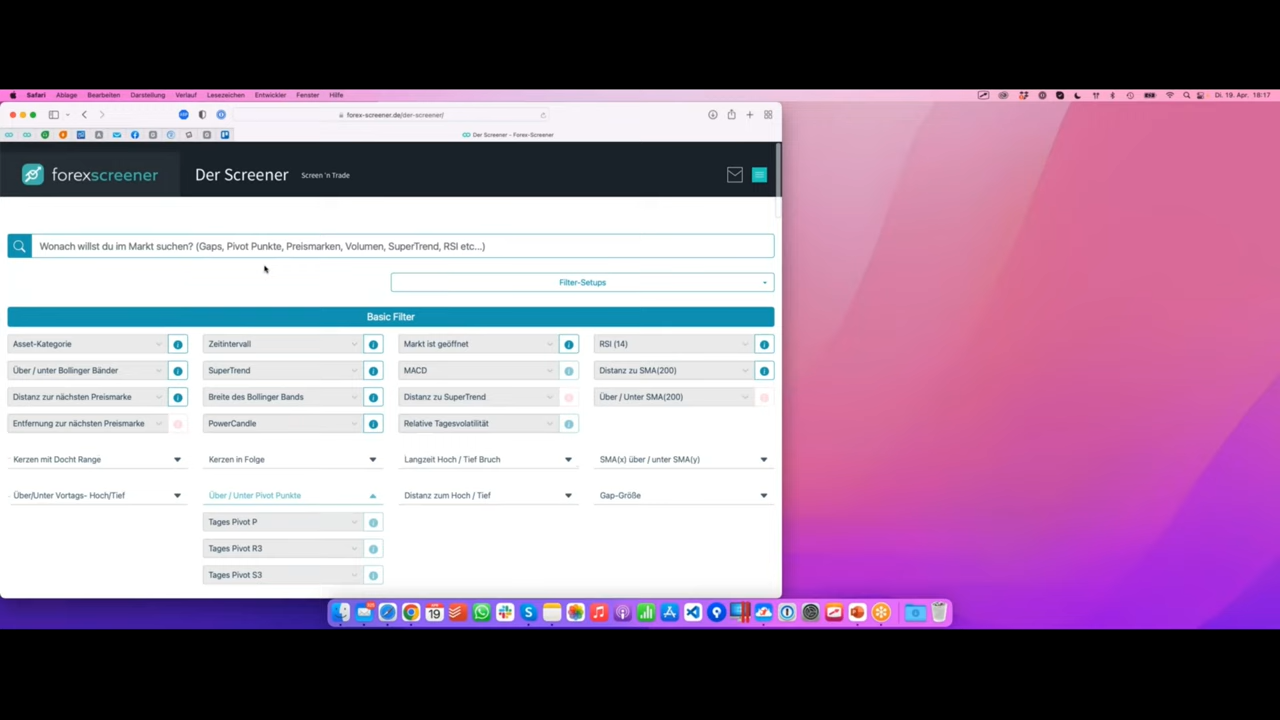 Safari Ablage Bearbeiten Darstellung Verlauf Lesezeichen Entwickler Fenster Hilfe
Di. 19. Apr. 18:17
forex-screener.de/der-screener/
Der Screener – Forex-Screener
forexscreener
Der Screener
Screen 'n Trade
Wonach willst du im Markt suchen? (Gaps, Pivot Punkte, Preismarken, Volumen, SuperTrend, RSI etc...)
Filter-Setups
Basic Filter
Asset-Kategorie Zeitintervall Markt ist geöffnet RSI (14)
Über / unter Bollinger Bänder SuperTrend MACD Distanz zu SMA(200)
Distanz zur nächsten Preismarke Breite des Bollinger Bands Distanz zu SuperTrend Über / Unter SMA(200)
Entfernung zur nächsten Preismarke PowerCandle Relative Tagesvolatilität
Kerzen mit Docht Range Kerzen in Folge Langzeit Hoch / Tief Bruch SMA(x) über / unter SMA(y)
Über/Unter Vortags- Hoch/Tief Über / Unter Pivot Punkte Distanz zum Hoch / Tief Gap-Größe
Tages Pivot P
Tages Pivot R3
Tages Pivot S3
19